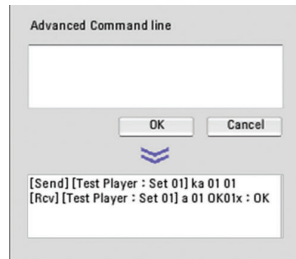 Advanced Command line
OK Cancel
[Send] [Test Player : Set 01] ka 01 01
[Rcv] [Test Player : Set 01] a 01 OK01x : OK